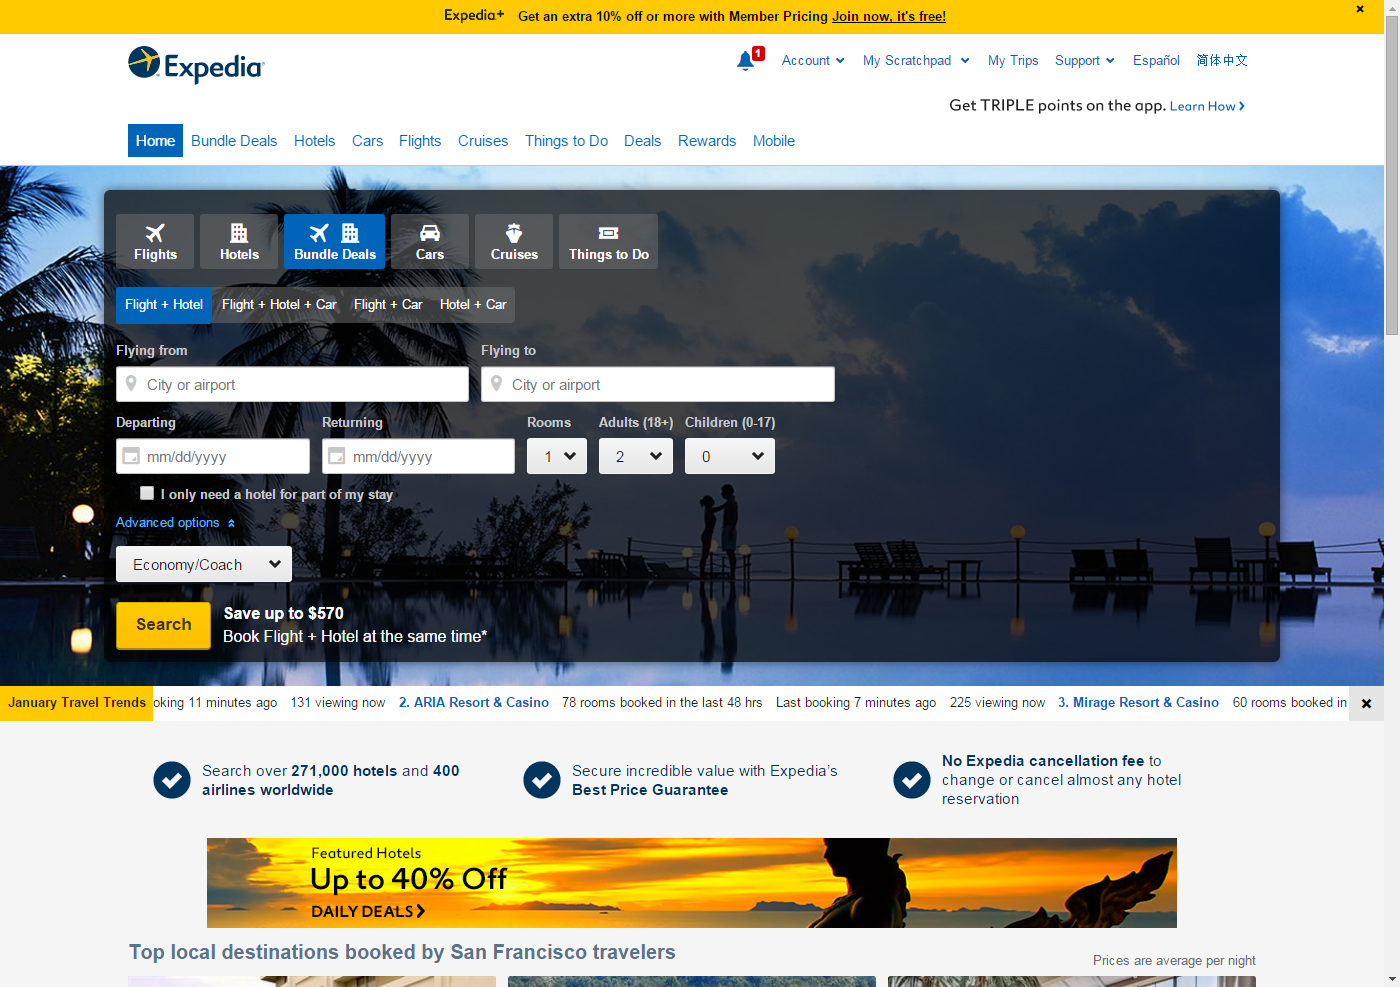 Expedia+ Get an extra 10% off or more with Member Pricing Join now, it's free!
Expedia
1 Account My Scratchpad My Trips Support Español 简体中文
Get TRIPLE points on the app. Learn How
Home Bundle Deals Hotels Cars Flights Cruises Things to Do Deals Rewards Mobile
Flights Hotels Bundle Deals Cars Cruises Things to Do
Flight + Hotel Flight + Hotel + Car Flight + Car Hotel + Car
Flying from Flying to
City or airport City or airport
Departing Returning Rooms Adults (18+) Children (0-17)
mm/dd/yyyy mm/dd/yyyy 1 2 0
I only need a hotel for part of my stay
Advanced options
Economy/Coach
Search
Save up to $570
Book Flight + Hotel at the same time*
January Travel Trends oking 11 minutes ago 131 viewing now 2. ARIA Resort & Casino 78 rooms booked in the last 48 hrs Last booking 7 minutes ago 225 viewing now 3. Mirage Resort & Casino 60 rooms booked in
Search over 271,000 hotels and 400
airlines worldwide
Secure incredible value with Expedia's
Best Price Guarantee
No Expedia cancellation fee to
change or cancel almost any hotel
reservation
Featured Hotels
Up to 40% Off
DAILY DEALS
Top local destinations booked by San Francisco travelers
Prices are average per night